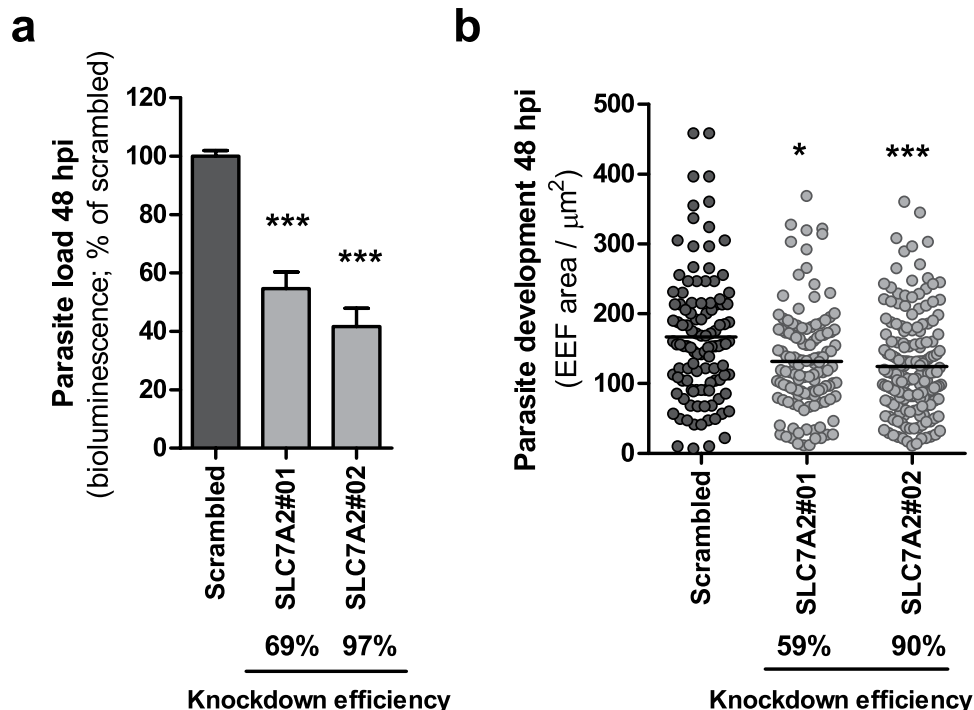 a
Parasite load 48 hpi
(bioluminescence; % of scrambled)
120
100
80
60
40
20
0
***
***
Scrambled
SLC7A2#01
SLC7A2#02
69% 97%
Knockdown efficiency
b
Parasite development 48 hpi
(EEF area / μm²)
500
400
300
200
100
0
*
***
Scrambled
SLC7A2#01
SLC7A2#02
59% 90%
Knockdown efficiency